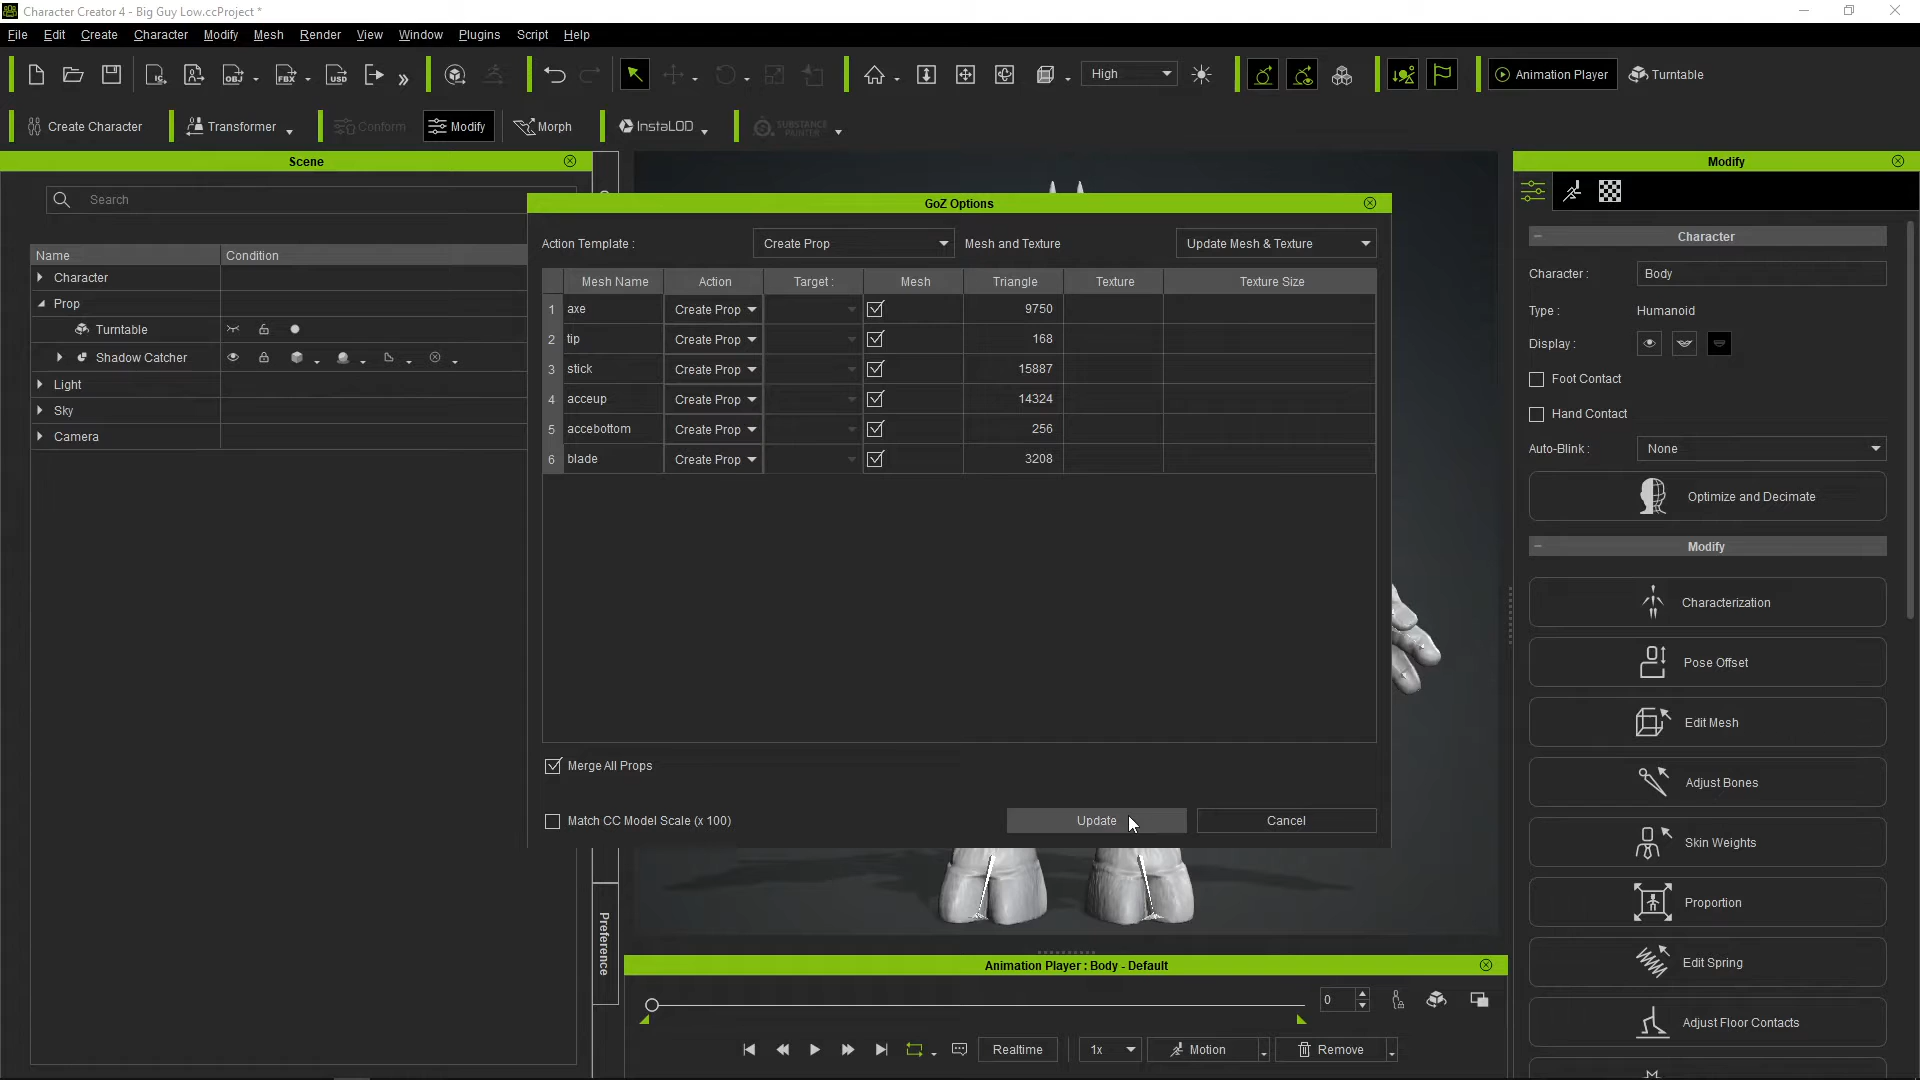 Character Creator 4 - Big Guy Low.ccProject *
File Edit Create Character Modify Mesh Render View Window Plugins Script Help
IC OBJ FBX USD High Animation Player Turntable
Create Character Transformer Conform Modify Morph InstaLOD SUBSTANCE PAINTER
Scene
Search
Name Condition
Character
Prop
Turntable
Shadow Catcher
Light
Sky
Camera
Preference
GoZ Options
Action Template : Create Prop Mesh and Texture Update Mesh & Texture
Mesh Name Action Target : Mesh Triangle Texture Texture Size
1 axe Create Prop 9750
2 tip Create Prop 168
3 stick Create Prop 15887
4 acceup Create Prop 14324
5 accebottom Create Prop 256
6 blade Create Prop 3208
Merge All Props
Match CC Model Scale (x 100)
Update Cancel
Modify
Character
Character : Body
Type : Humanoid
Display :
Foot Contact
Hand Contact
Auto-Blink : None
Optimize and Decimate
Modify
Characterization
Pose Offset
Edit Mesh
Adjust Bones
Skin Weights
Proportion
Edit Spring
Adjust Floor Contacts
Animation Player : Body - Default
0
Realtime 1x Motion Remove